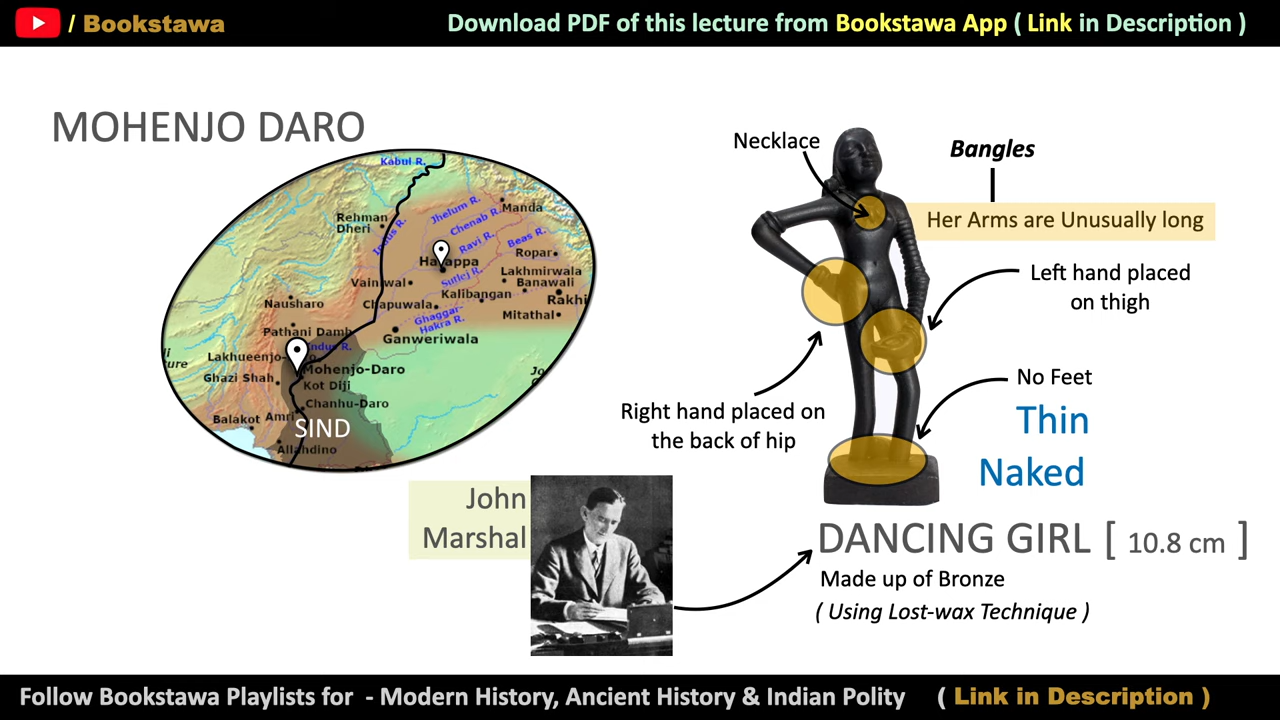 / Bookstawa
Download PDF of this lecture from Bookstawa App ( Link in Description )
MOHENJO DARO
Kabul R.
Rehman
Dheri
Indus R.
Jhelum R.
Manda
Chenab R.
Ravi R.
Beas R.
Harappa
Ropar
Sutlej R.
Lakhmirwala
Vainiwal
Banawali
Kalibangan
Rakhi
Nausharo
Chapuwala
Ghaggar-
Hakra R.
Mitathal
Pathani Damb
Ganweriwala
Indus R.
Lakhueenjo-
ure
Mohenjo-Daro
Ghazi Shah
Kot Diji
Chanhu-Daro
Balakot
Amri
SIND
Allahdino
Necklace
Bangles
Her Arms are Unusually long
Left hand placed
on thigh
Right hand placed on
the back of hip
No Feet
Thin
Naked
John
Marshal
DANCING GIRL [ 10.8 cm ]
Made up of Bronze
( Using Lost-wax Technique )
Follow Bookstawa Playlists for - Modern History, Ancient History & Indian Polity ( Link in Description )